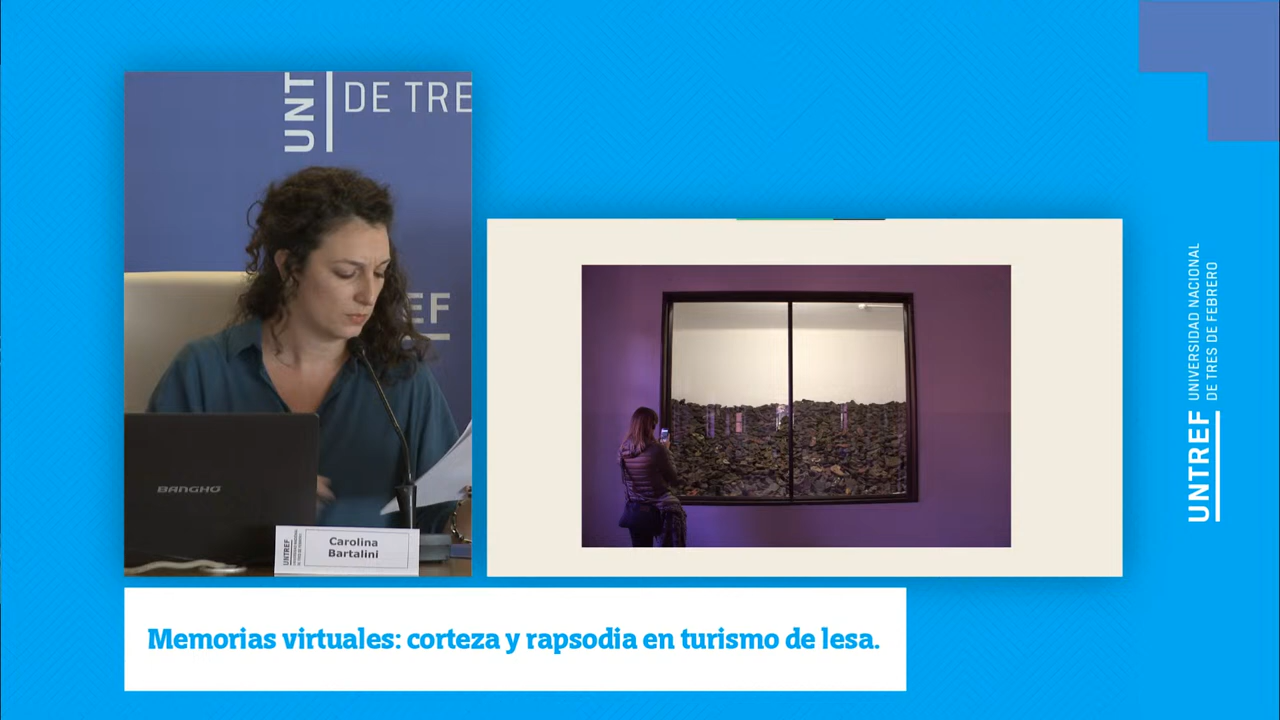 UNT
DE TRE
EF
BANGHO
UNTREF
Carolina
Bartalini
Memorias virtuales: corteza y rapsodia en turismo de lesa.
UNTREF
UNIVERSIDAD NACIONAL
DE TRES DE FEBRERO